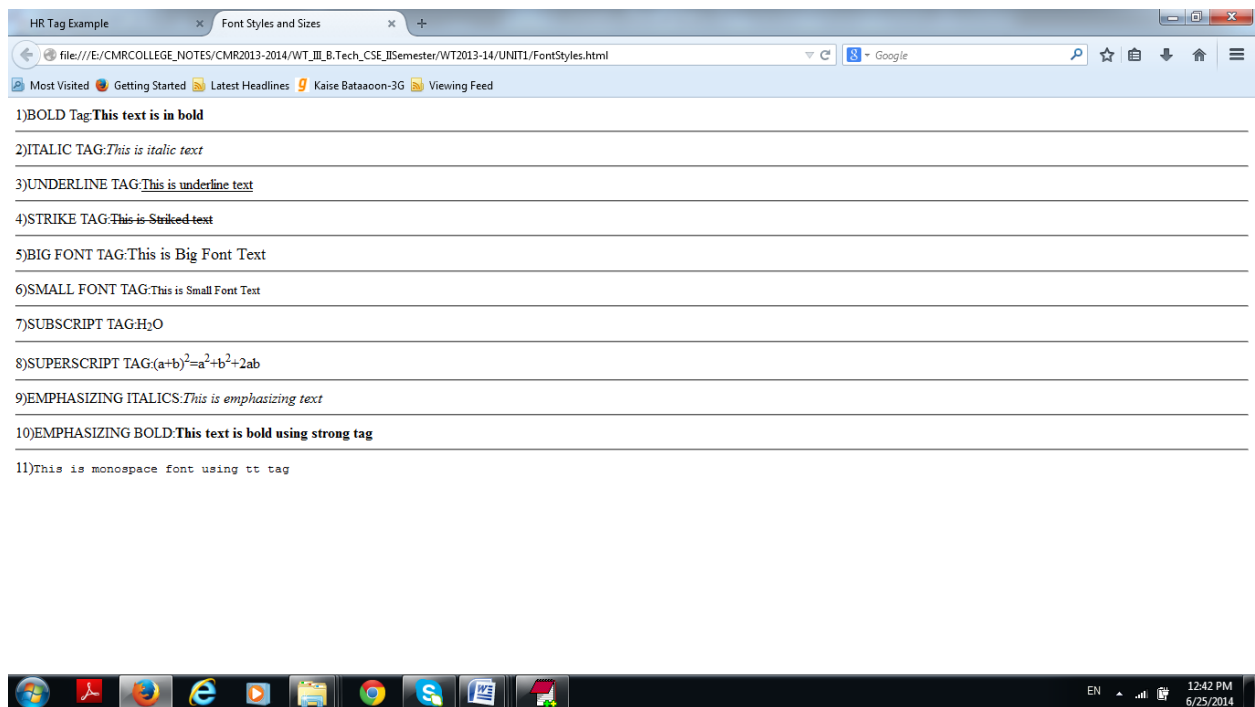 HR Tag Example × Font Styles and Sizes × +
file:///E:/CMRCOLLEGE_NOTES/CMR2013-2014/WT_III_B.Tech_CSE_IISemester/WT2013-14/UNIT1/FontStyles.html 8 Google
Most Visited Getting Started Latest Headlines g Kaise Bataaoon-3G Viewing Feed
1)BOLD Tag:This text is in bold
2)ITALIC TAG:This is italic text
3)UNDERLINE TAG:This is underline text
4)STRIKE TAG:This is Striked text
5)BIG FONT TAG:This is Big Font Text
6)SMALL FONT TAG:This is Small Font Text
7)SUBSCRIPT TAG:H₂O
8)SUPERSCRIPT TAG:(a+b)²=a²+b²+2ab
9)EMPHASIZING ITALICS:This is emphasizing text
10)EMPHASIZING BOLD:This text is bold using strong tag
11)This is monospace font using tt tag
EN 12:42 PM
6/25/2014